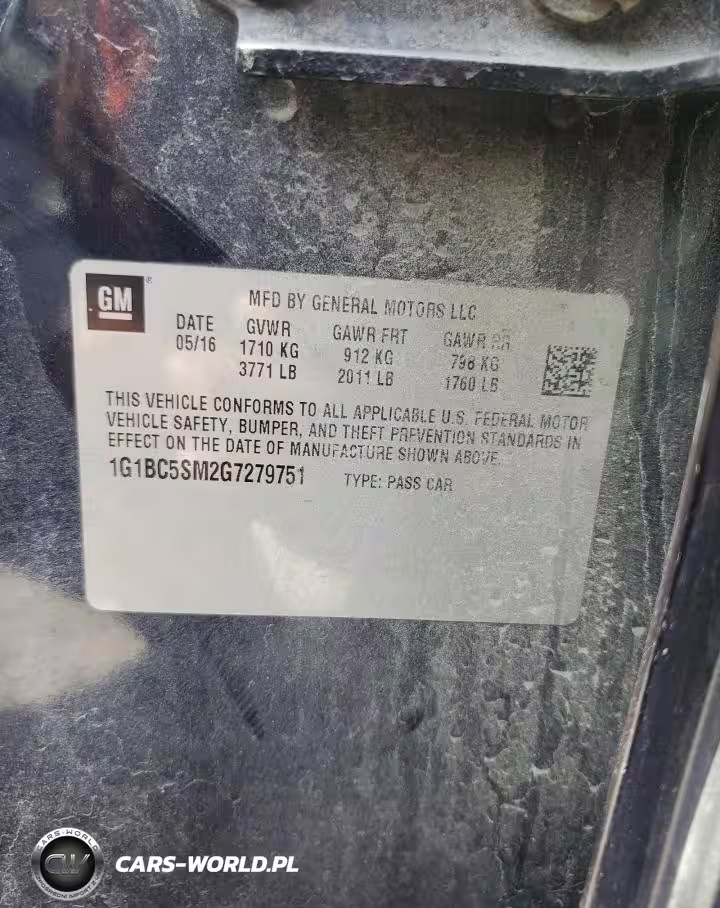 GM
MFD BY GENERAL MOTORS LLC
DATE GVWR GAWR FRT GAWR RR
05/16 1710 KG 912 KG 798 KG
3771 LB 2011 LB 1760 LB
THIS VEHICLE CONFORMS TO ALL APPLICABLE U.S. FEDERAL MOTOR
VEHICLE SAFETY, BUMPER, AND THEFT PREVENTION STANDARDS IN
EFFECT ON THE DATE OF MANUFACTURE SHOWN ABOVE.
1G1BC5SM2G7279751 TYPE: PASS CAR
CARS-WORLD
CW
CARS-WORLD.PL